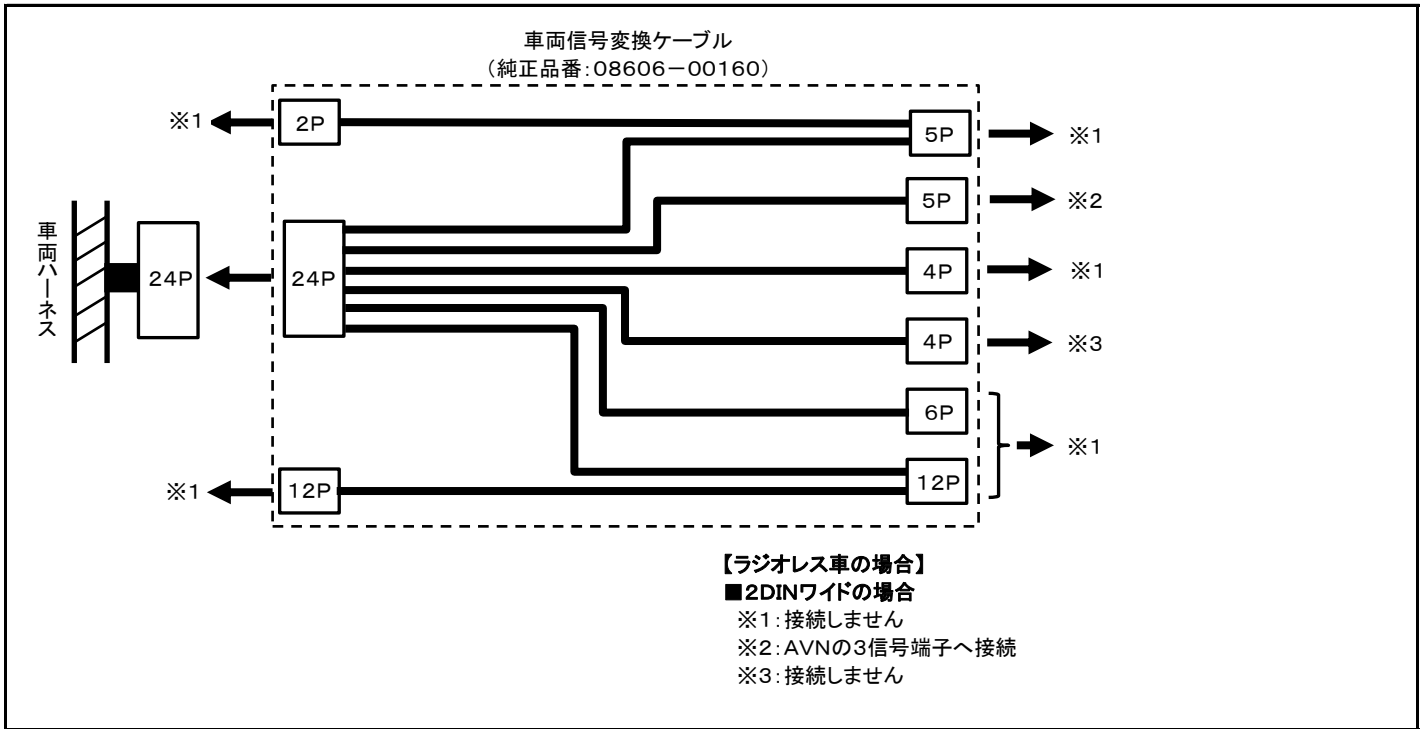 車両信号変換ケーブル
（純正品番：08606－00160）
※1
2P
5P
※1
5P
※2
車両ハーネス
24P
24P
4P
※1
4P
※3
6P
※1
※1
12P
12P
【ラジオレス車の場合】
■2DINワイドの場合
※1：接続しません
※2：AVNの3信号端子へ接続
※3：接続しません